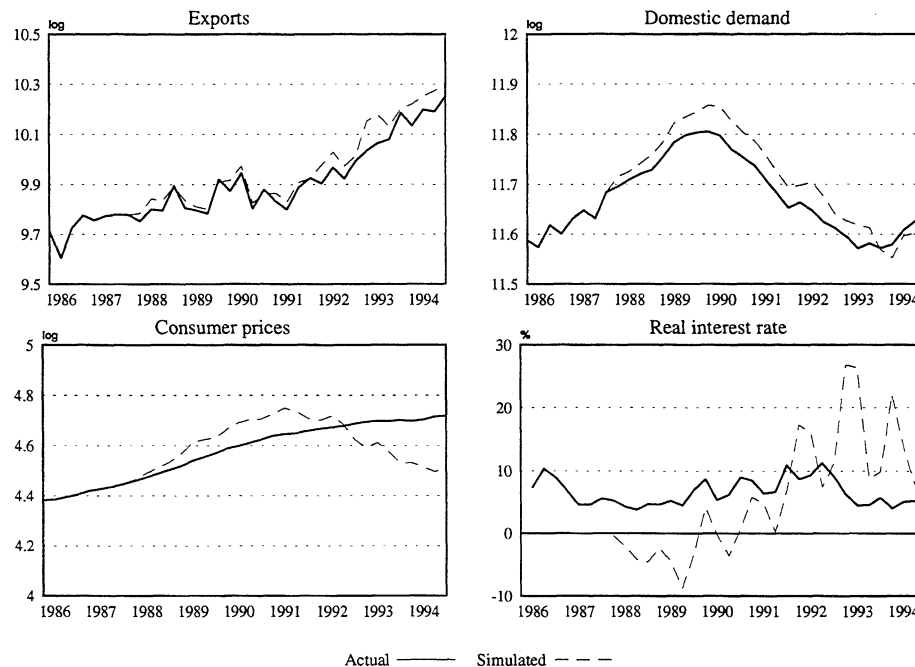 Exports
log
10.5
10.3
10.1
9.9
9.7
9.5
1986 1987 1988 1989 1990 1991 1992 1993 1994
Domestic demand
log
12
11.9
11.8
11.7
11.6
11.5
1986 1987 1988 1989 1990 1991 1992 1993 1994
Consumer prices
log
5
4.8
4.6
4.4
4.2
4
1986 1987 1988 1989 1990 1991 1992 1993 1994
Real interest rate
%
30
20
10
0
-10
1986 1987 1988 1989 1990 1991 1992 1993 1994
Actual Simulated